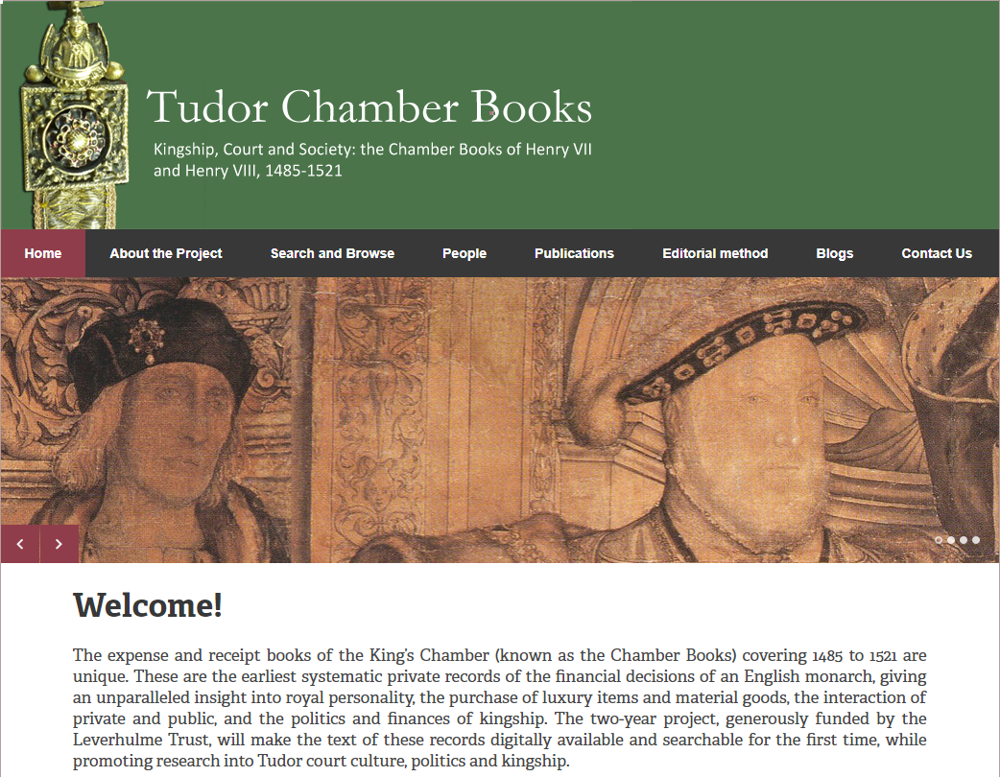 Tudor Chamber Books
Kingship, Court and Society: the Chamber Books of Henry VII
and Henry VIII, 1485-1521
Home About the Project Search and Browse People Publications Editorial method Blogs Contact Us
Welcome!
The expense and receipt books of the King's Chamber (known as the Chamber Books) covering 1485 to 1521 are
unique. These are the earliest systematic private records of the financial decisions of an English monarch, giving
an unparalleled insight into royal personality, the purchase of luxury items and material goods, the interaction of
private and public, and the politics and finances of kingship. The two-year project, generously funded by the
Leverhulme Trust, will make the text of these records digitally available and searchable for the first time, while
promoting research into Tudor court culture, politics and kingship.